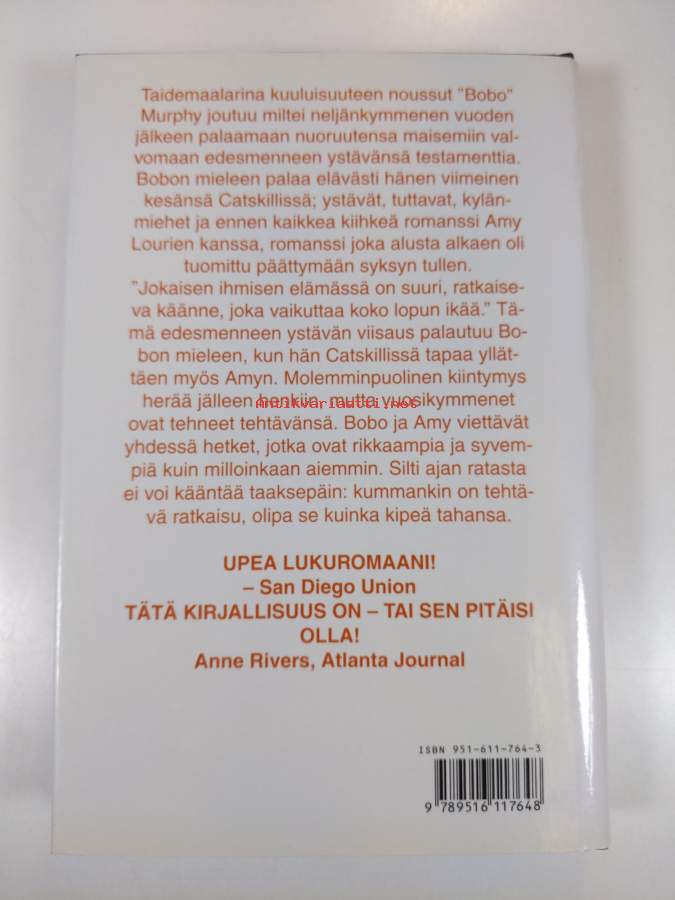 Taidemaalarina kuuluisuuteen noussut "Bobo"
Murphy joutuu miltei neljänkymmenen vuoden
jälkeen palaamaan nuoruutensa maisemiin val-
vomaan edesmenneen ystävänsä testamenttia.
Bobon mieleen palaa elävästi hänen viimeinen
kesänsä Catskillissä; ystävät, tuttavat, kylän-
miehet ja ennen kaikkea kiihkeä romanssi Amy
Lourien kanssa, romanssi joka alusta alkaen oli
tuomittu päättymään syksyn tullen.
"Jokaisen ihmisen elämässä on suuri, ratkaise-
va käänne, joka vaikuttaa koko lopun ikää." Tä-
mä edesmenneen ystävän viisaus palautuu Bo-
bon mieleen, kun hän Catskillissä tapaa yllät-
täen myös Amyn. Molemminpuolinen kiintymys
herää jälleen henkiin, mutta vuosikymmenet
antikvariaatti.net
ovat tehneet tehtävänsä. Bobo ja Amy viettävät
yhdessä hetket, jotka ovat rikkaampia ja syvem-
piä kuin milloinkaan aiemmin. Silti ajan ratasta
ei voi kääntää taaksepäin: kummankin on tehtä-
vä ratkaisu, olipa se kuinka kipeä tahansa.
UPEA LUKUROMAANI!
– San Diego Union
TÄTÄ KIRJALLISUUS ON – TAI SEN PITÄISI
OLLA!
Anne Rivers, Atlanta Journal
ISBN 951-611-764-3
9 789516 117648